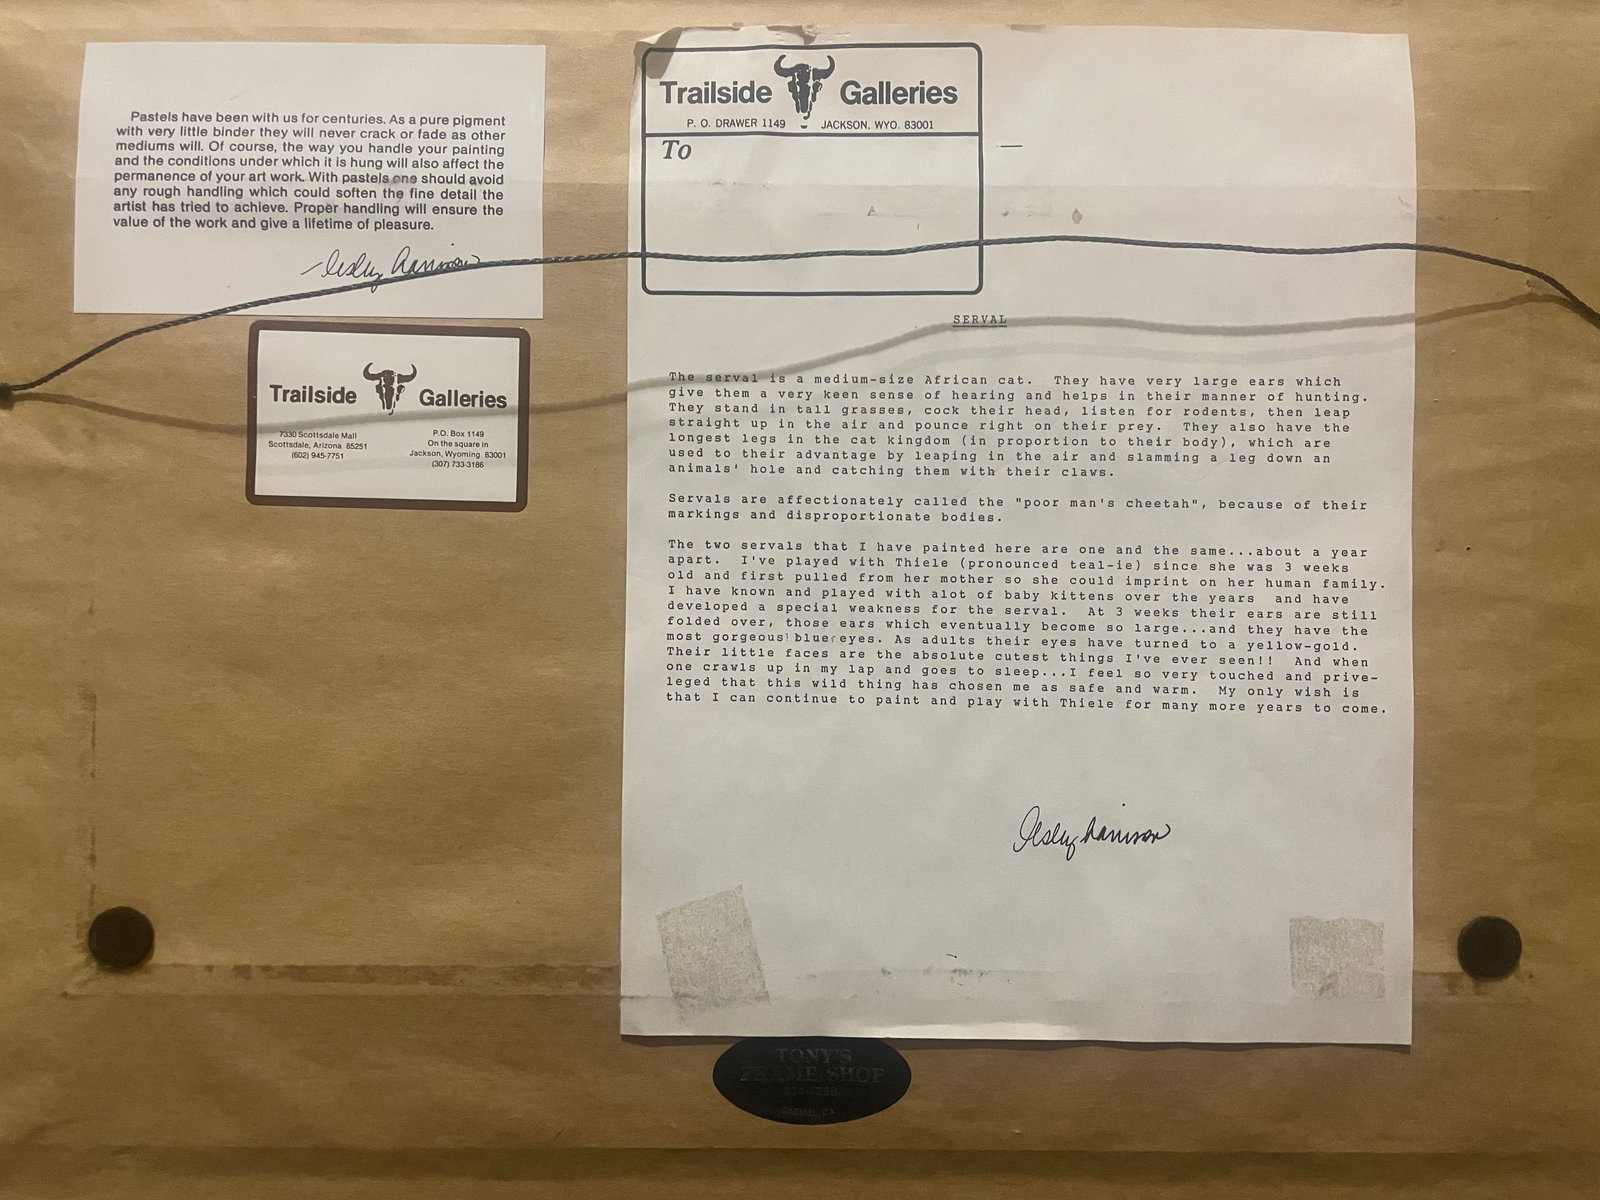 Pastels have been with us for centuries. As a pure pigment
with very little binder they will never crack or fade as other
mediums will. Of course, the way you handle your painting
and the conditions under which it is hung will also affect the
permanence of your art work. With pastels one should avoid
any rough handling which could soften the fine detail the
artist has tried to achieve. Proper handling will ensure the
value of the work and give a lifetime of pleasure.
lesley harrison
Trailside Galleries
7330 Scottsdale Mall
Scottsdale, Arizona 85251
(602) 945-7751
P.O. Box 1149
On the square in
Jackson, Wyoming 83001
(307) 733-3186
Trailside Galleries
P. O. DRAWER 1149 JACKSON, WYO. 83001
To
SERVAL
The serval is a medium-size African cat. They have very large ears which
give them a very keen sense of hearing and helps in their manner of hunting.
They stand in tall grasses, cock their head, listen for rodents, then leap
straight up in the air and pounce right on their prey. They also have the
longest legs in the cat kingdom (in proportion to their body), which are
used to their advantage by leaping in the air and slamming a leg down an
animals' hole and catching them with their claws.
Servals are affectionately called the "poor man's cheetah", because of their
markings and disproportionate bodies.
The two servals that I have painted here are one and the same...about a year
apart. I've played with Thiele (pronounced teal-ie) since she was 3 weeks
old and first pulled from her mother so she could imprint on her human family.
I have known and played with alot of baby kittens over the years and have
developed a special weakness for the serval. At 3 weeks their ears are still
folded over, those ears which eventually become so large...and they have the
most gorgeous blue eyes. As adults their eyes have turned to a yellow-gold.
Their little faces are the absolute cutest things I've ever seen!! And when
one crawls up in my lap and goes to sleep...I feel so very touched and prive-
leged that this wild thing has chosen me as safe and warm. My only wish is
that I can continue to paint and play with Thiele for many more years to come.
lesley harrison
TONY'S
FRAME SHOP
CARMEL, CA